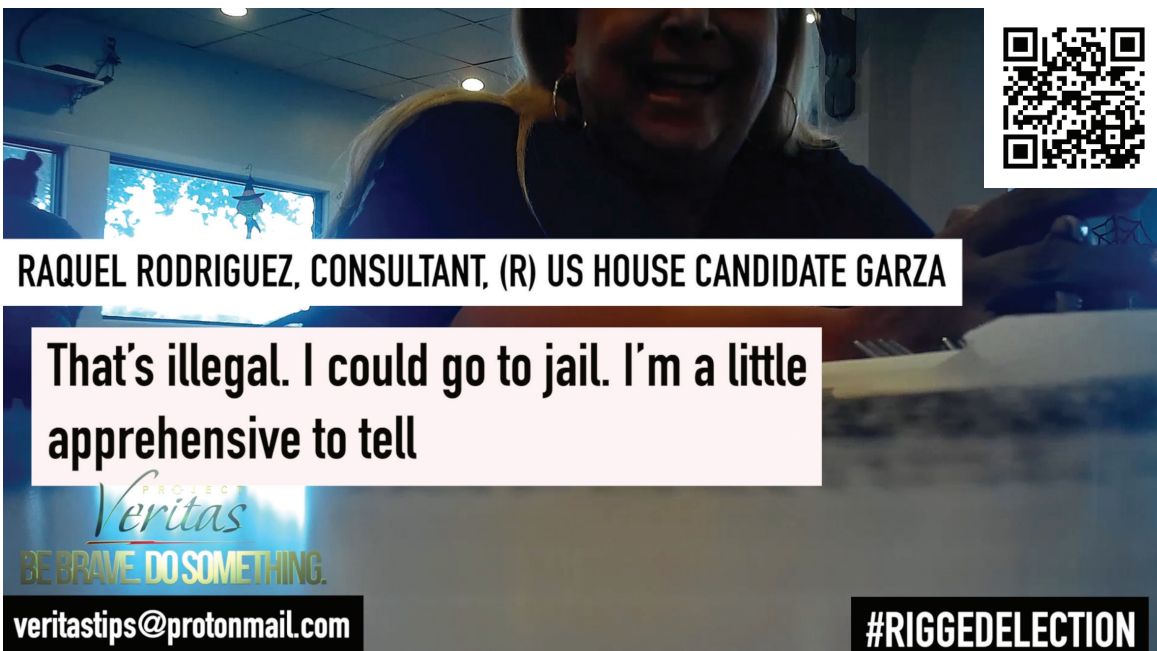 RAQUEL RODRIGUEZ, CONSULTANT, (R) US HOUSE CANDIDATE GARZA
That's illegal. I could go to jail. I'm a little
apprehensive to tell
PROJECT
Veritas
BE BRAVE. DO SOMETHING.
veritastips@protonmail.com
#RIGGEDELECTION